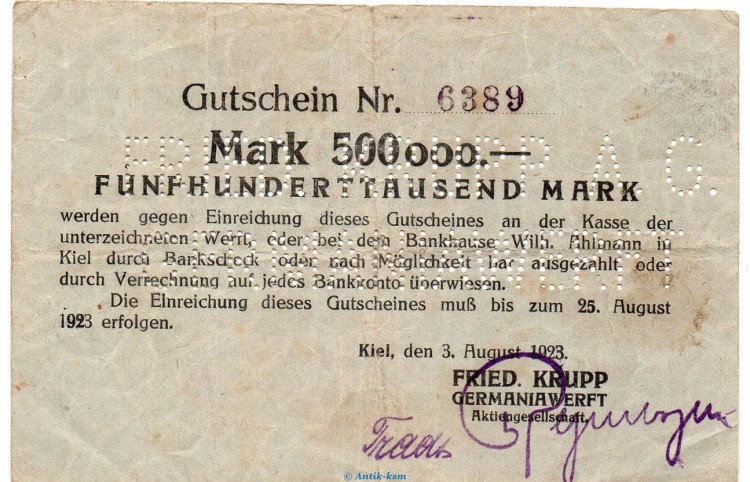 Gutschein Nr. 6389
Mark 500000.—
FÜNFHUNDERTTAUSEND MARK
werden gegen Einreichung dieses Gutscheines an der Kasse der
unterzeichneten Werft, oder bei dem Bankhause Wilh. Ahlmann in
Kiel durch Bankscheck oder nach Möglichkeit bar ausgezahlt oder
durch Verrechnung auf jedes Bankkonto überwiesen.
Die Einreichung dieses Gutscheines muß bis zum 25. August
1923 erfolgen.
Kiel, den 3. August 1923.
FRIED. KRUPP
GERMANIAWERFT
Aktiengesellschaft.
© Antik-ksm